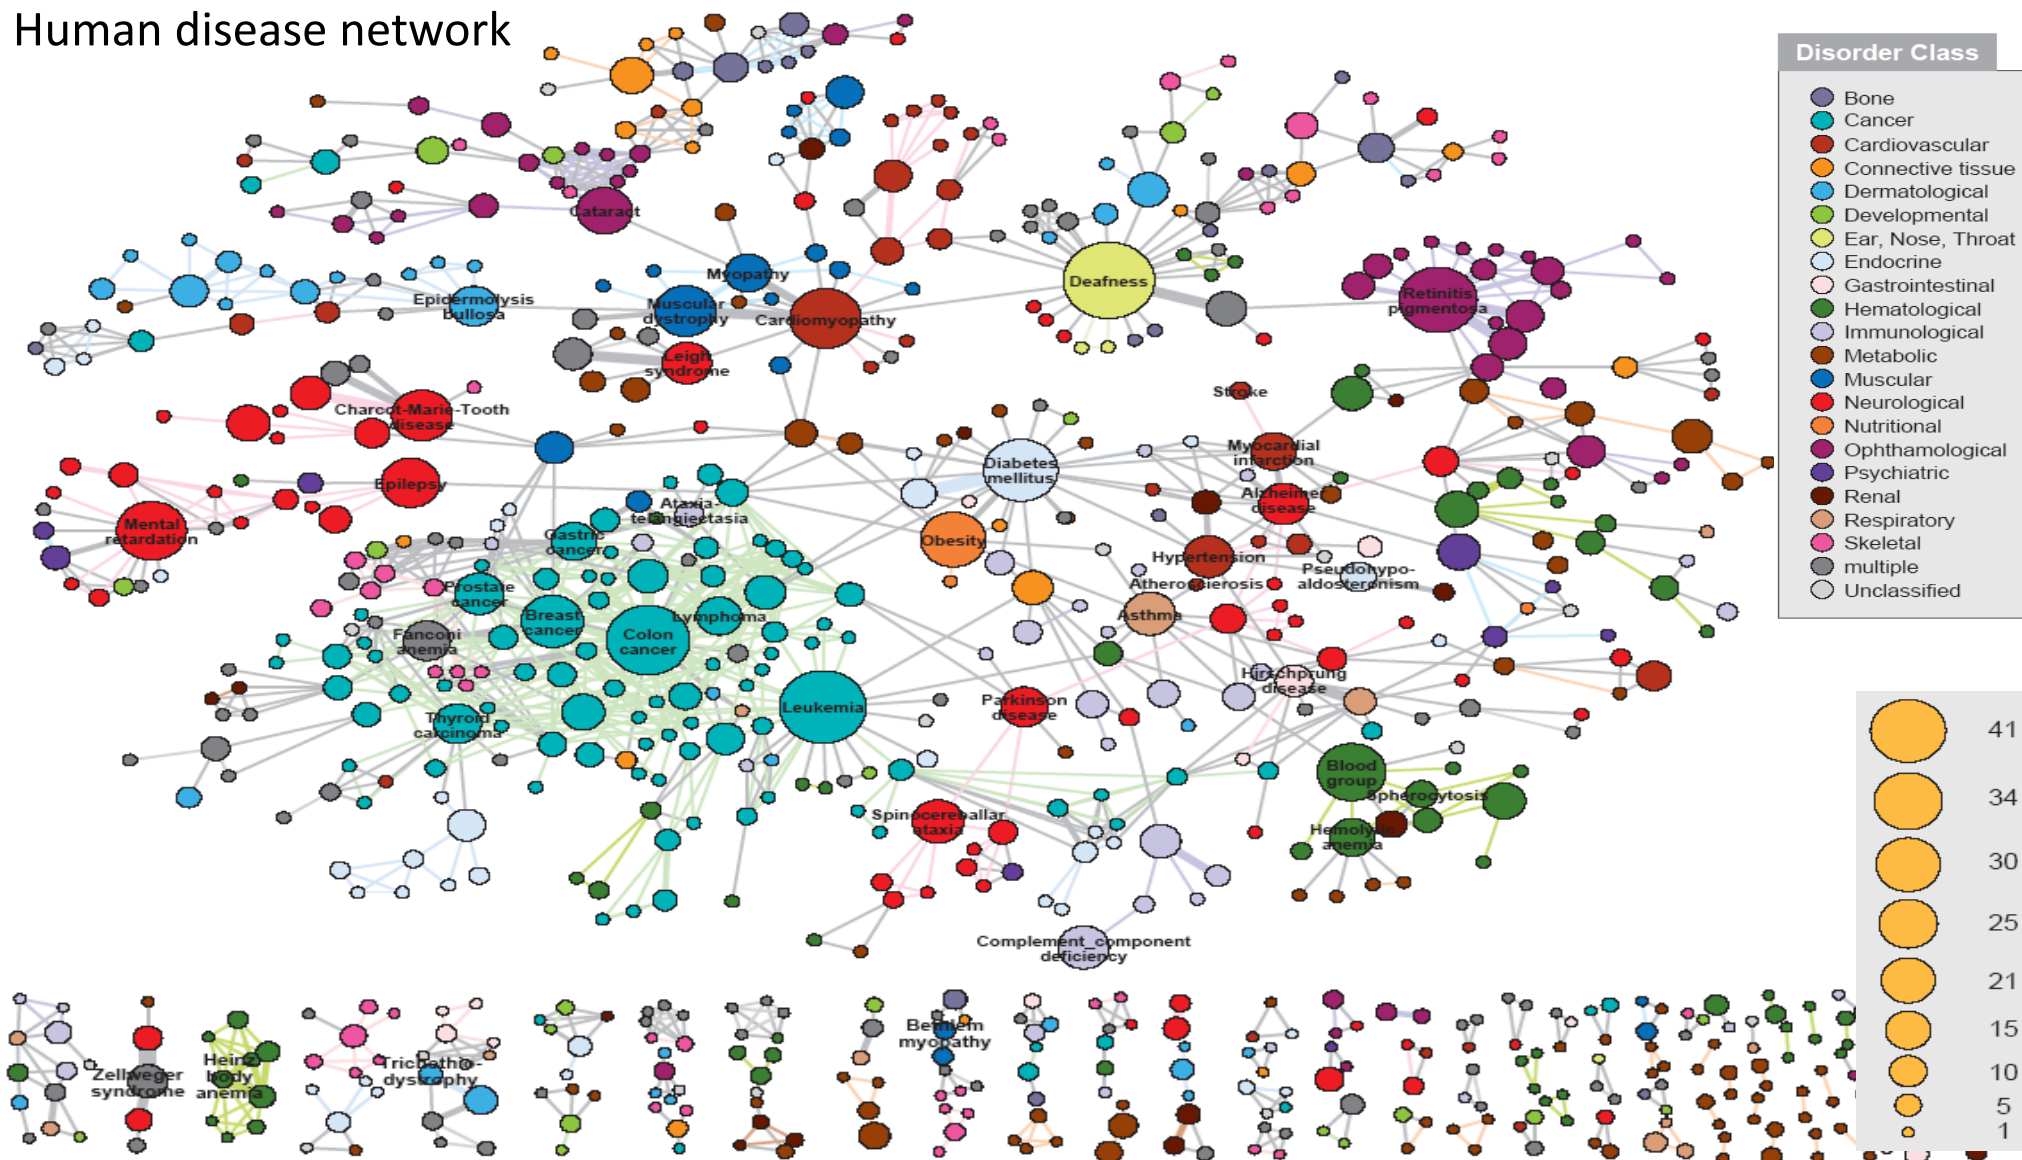 Human disease network
Disorder Class
Bone
Cancer
Cardiovascular
Connective tissue
Dermatological
Developmental
Ear, Nose, Throat
Endocrine
Gastrointestinal
Hematological
Immunological
Metabolic
Muscular
Neurological
Nutritional
Ophthamological
Psychiatric
Renal
Respiratory
Skeletal
multiple
Unclassified
41
34
30
25
21
15
10
5
1
Cataract
Myopathy
Muscular
dystrophy
Cardiomyopathy
Epidermolysis
bullosa
Leigh
syndrome
Deafness
Retinitis
pigmentosa
Charcot-Marie-Tooth
disease
Stroke
Myocardial
infarction
Diabetes
mellitus
Epilepsy
Alzheimer
disease
Mental
retardation
Ataxia-
telangiectasia
Gastric
cancer
Obesity
Hypertension
Atherosclerosis
Pseudohypo-
aldosteronism
Prostate
cancer
Breast
cancer
Lymphoma
Colon
cancer
Asthma
Fanconi
anemia
Hirschprung
disease
Parkinson
disease
Leukemia
Thyroid
carcinoma
Blood
group
Spherocytosis
Spinocereballar
ataxia
Hemolytic
anemia
Complement_component
deficiency
Zellweger
syndrome
Heinz
body
anemia
Trichothio-
dystrophy
Bethlem
myopathy